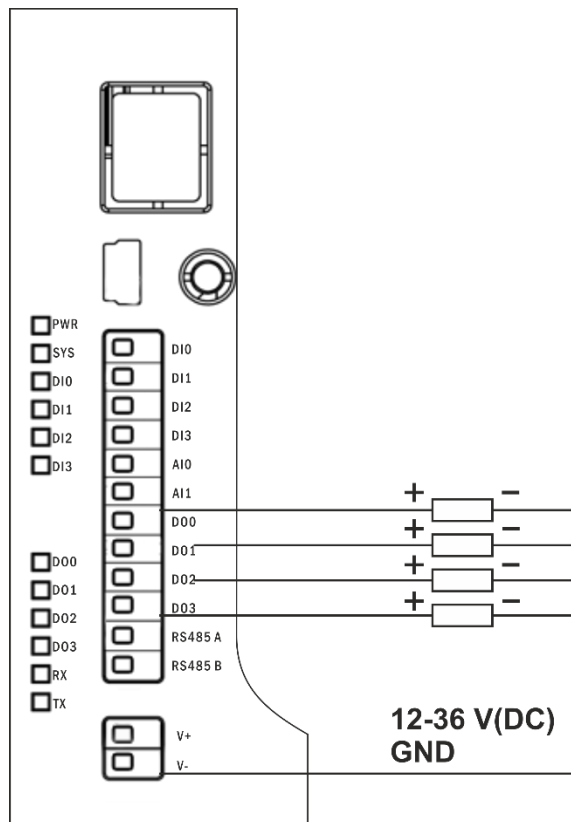 PWR
SYS
DI0
DI1
DI2
DI3
DO0
DO1
DO2
DO3
RX
TX
DI0
DI1
DI2
DI3
AI0
AI1
DO0
DO1
DO2
DO3
RS485 A
RS485 B
V+
V-
+ −
+ −
+ −
+ −
12-36 V(DC)
GND